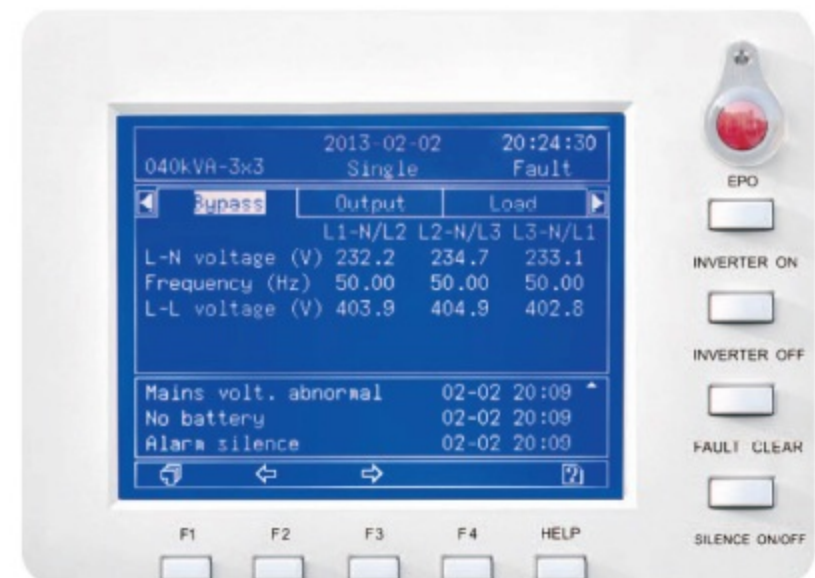 2013-02-02 20:24:30
040kVA-3x3 Single Fault
Bypass Output Load
L1-N/L2 L2-N/L3 L3-N/L1
L-N voltage (V) 232.2 234.7 233.1
Frequency (Hz) 50.00 50.00 50.00
L-L voltage (V) 403.9 404.9 402.8
Mains volt. abnormal 02-02 20:09
No battery 02-02 20:09
Alarm silence 02-02 20:09
F1 F2 F3 F4 HELP
EPO
INVERTER ON
INVERTER OFF
FAULT CLEAR
SILENCE ON/OFF